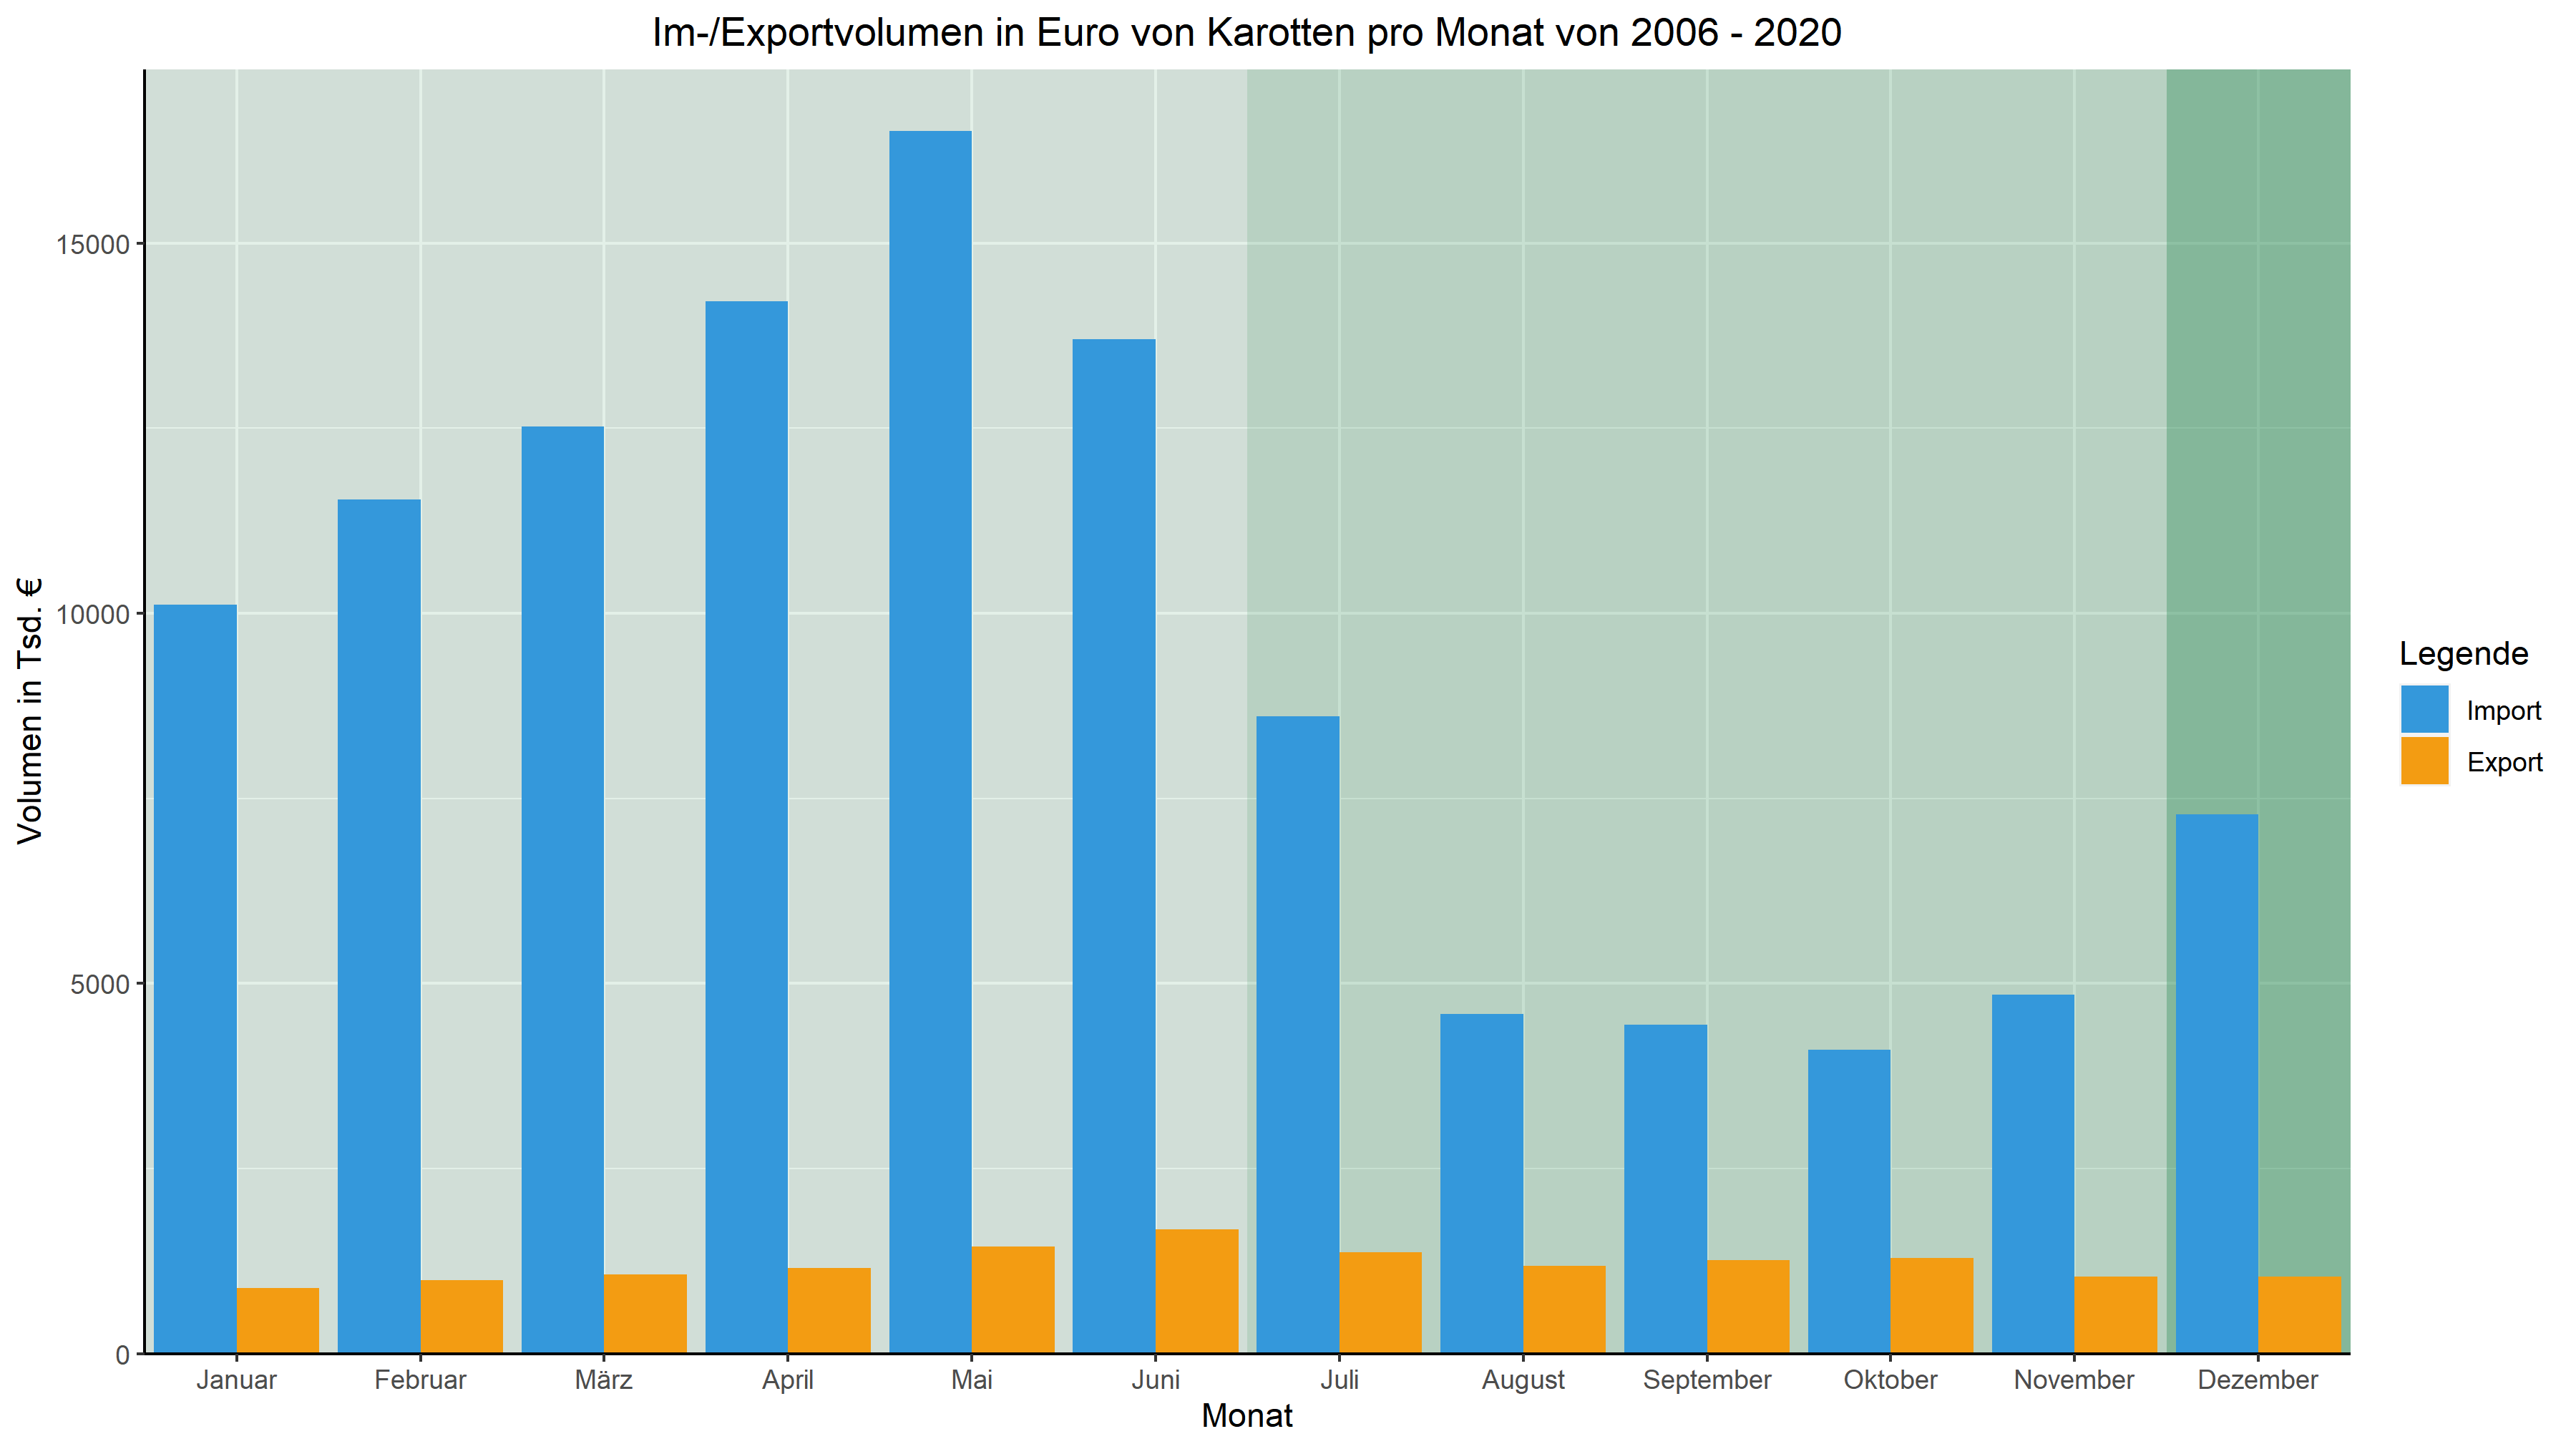 Im-/Exportvolumen in Euro von Karotten pro Monat von 2006 - 2020
Volumen in Tsd. €
15000
10000
5000
0
Januar Februar März April Mai Juni Juli August September Oktober November Dezember
Monat
Legende
Import
Export